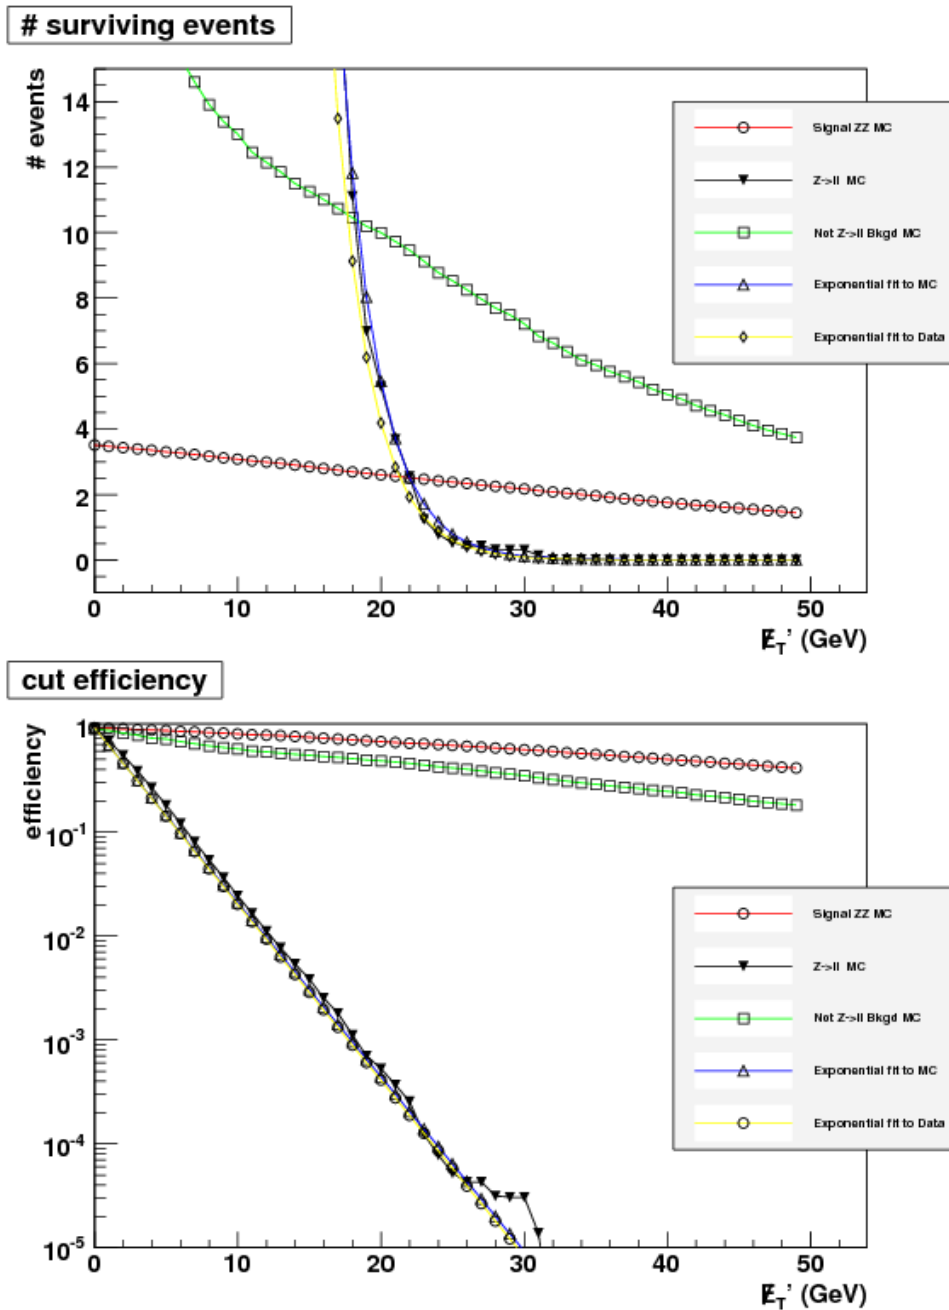 # surviving events
# events
14
12
10
8
6
4
2
0
0 10 20 30 40 50
E̸_T' (GeV)
Signal ZZ MC
Z->ll MC
Not Z->ll Bkgd MC
Exponential fit to MC
Exponential fit to Data
cut efficiency
efficiency
1
10^-1
10^-2
10^-3
10^-4
10^-5
0 10 20 30 40 50
E̸_T' (GeV)
Signal ZZ MC
Z->ll MC
Not Z->ll Bkgd MC
Exponential fit to MC
Exponential fit to Data